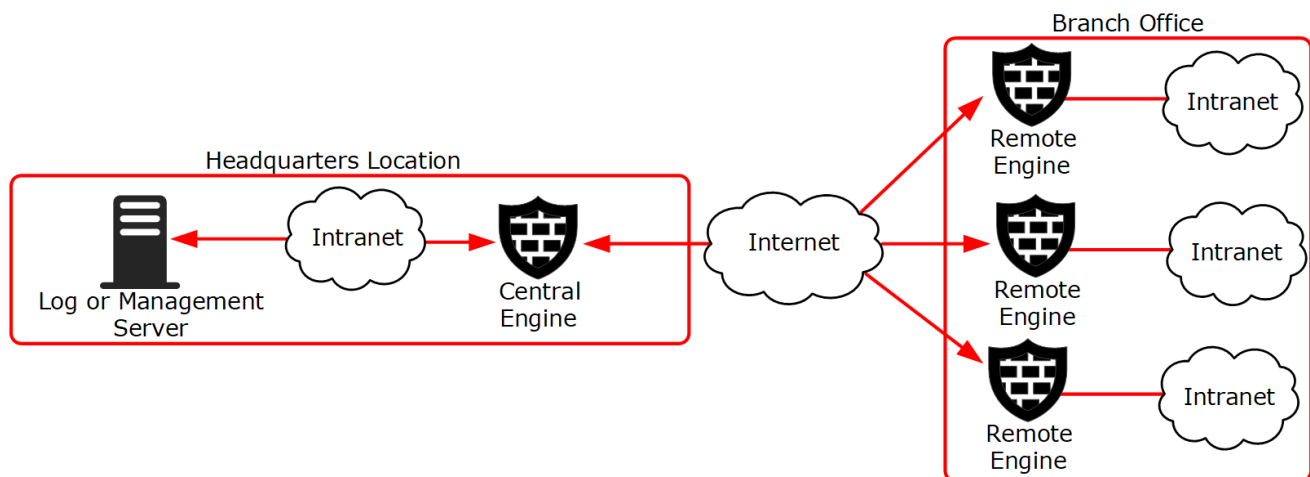 Branch Office
Intranet
Remote
Engine
Headquarters Location
Intranet
Internet
Intranet
Log or Management
Server
Central
Engine
Remote
Engine
Intranet
Remote
Engine